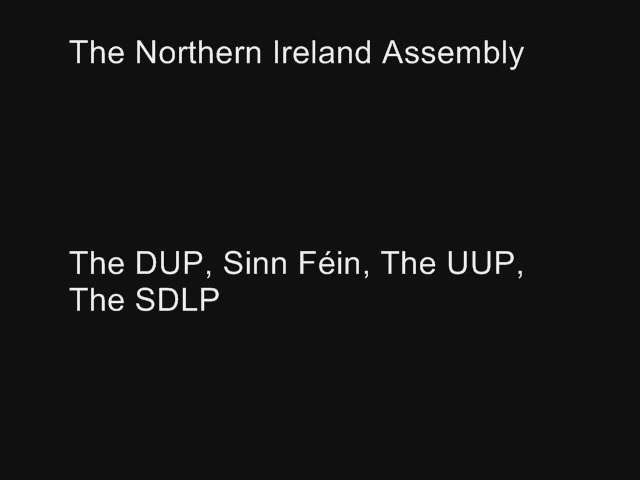 The Northern Ireland Assembly
The DUP, Sinn Féin, The UUP,
The SDLP